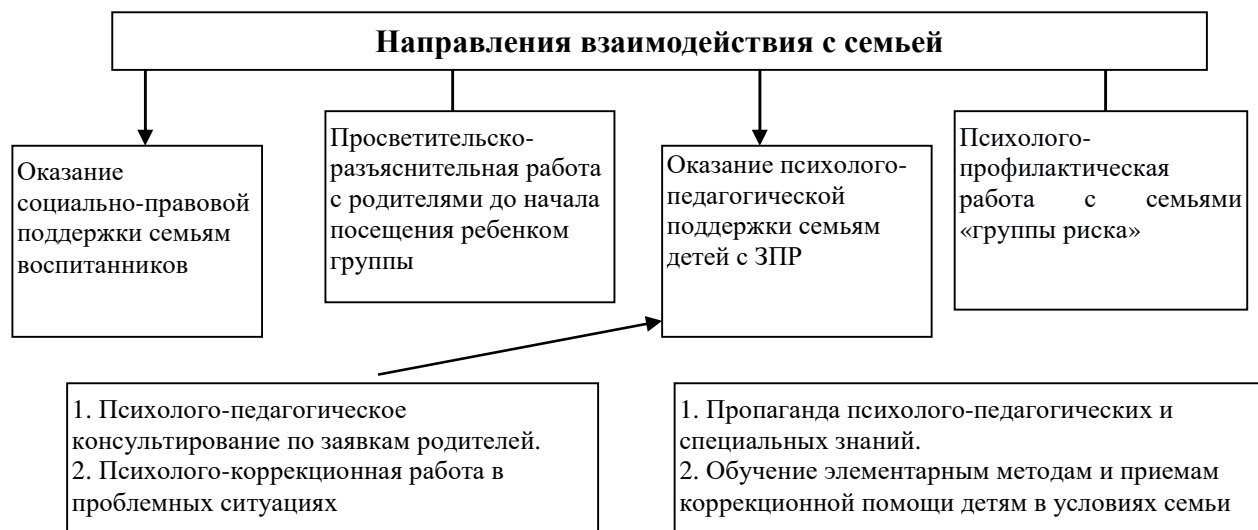 Направления взаимодействия с семьей
Оказание
социально-правовой
поддержки семьям
воспитанников
Просветительско-
разъяснительная работа
с родителями до начала
посещения ребенком
группы
Оказание психолого-
педагогической
поддержки семьям
детей с ЗПР
Психолого-
профилактическая
работа с семьями
«группы риска»
1. Психолого-педагогическое
консультирование по заявкам родителей.
2. Психолого-коррекционная работа в
проблемных ситуациях
1. Пропаганда психолого-педагогических и
специальных знаний.
2. Обучение элементарным методам и приемам
коррекционной помощи детям в условиях семьи